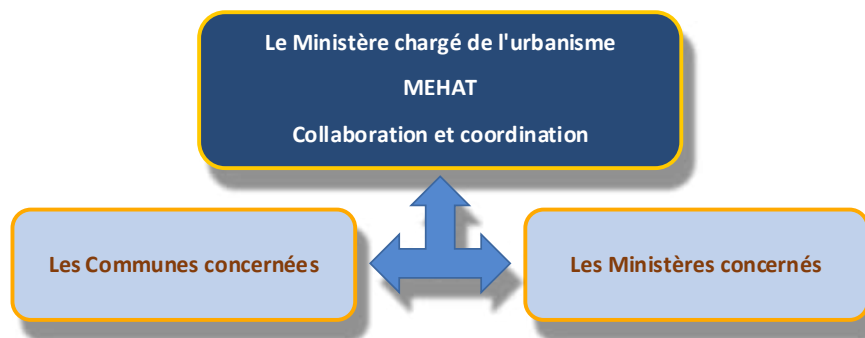 Le Ministère chargé de l'urbanisme
MEHAT
Collaboration et coordination
Les Communes concernées
Les Ministères concernés